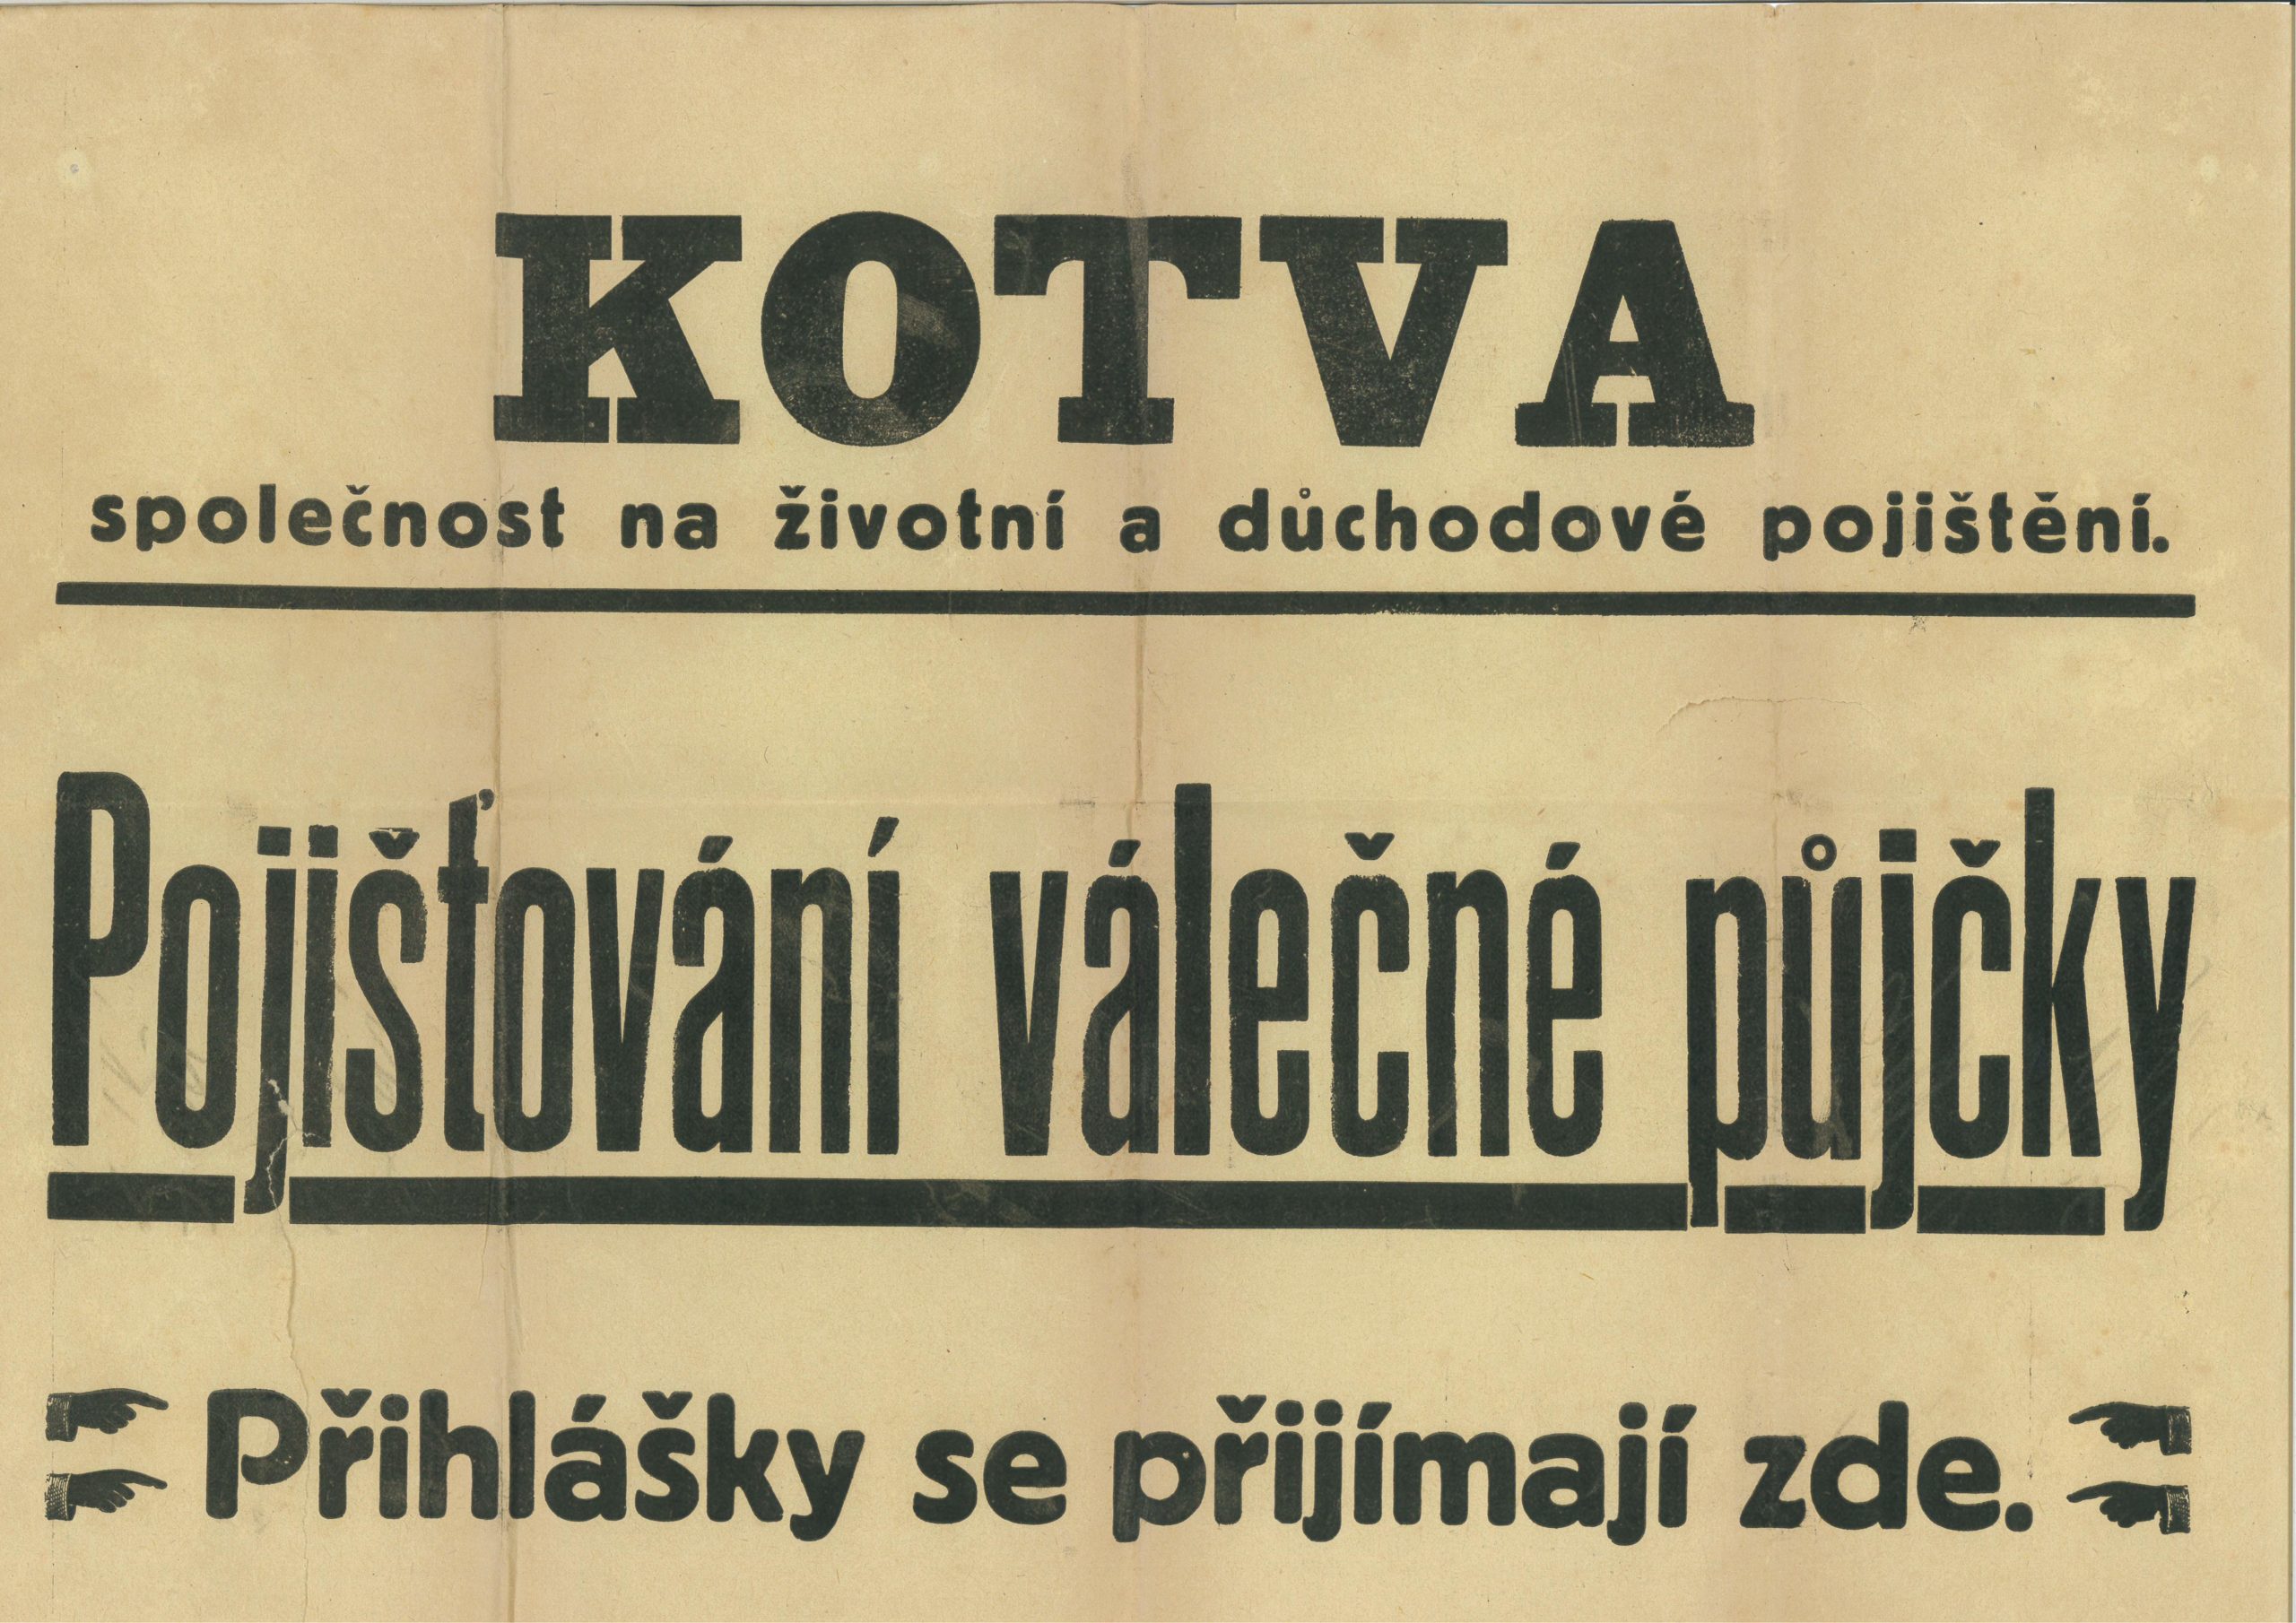 KOTVA
společnost na životní a důchodové pojištění.
Pojišťování válečné půjčky
Přihlášky se přijímají zde.